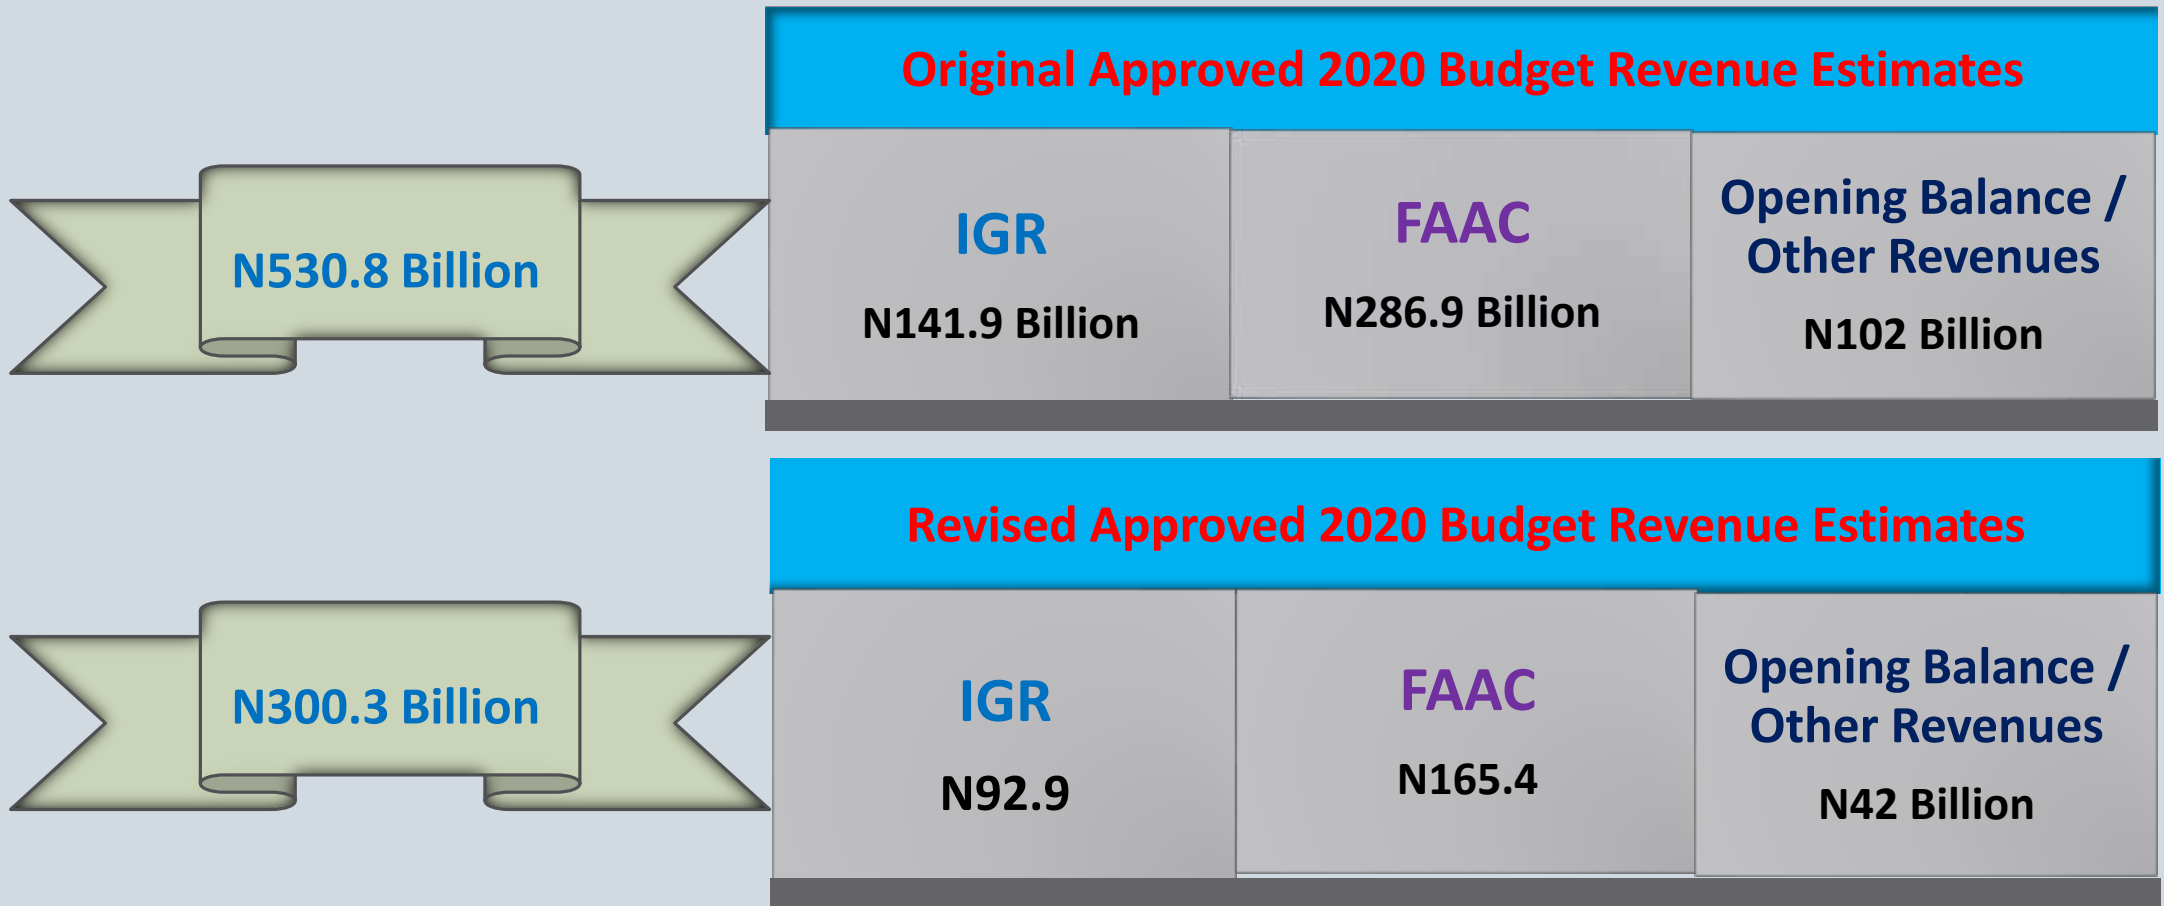 Original Approved 2020 Budget Revenue Estimates
N530.8 Billion
IGR
N141.9 Billion
FAAC
N286.9 Billion
Opening Balance /
Other Revenues
N102 Billion
Revised Approved 2020 Budget Revenue Estimates
N300.3 Billion
IGR
N92.9
FAAC
N165.4
Opening Balance /
Other Revenues
N42 Billion